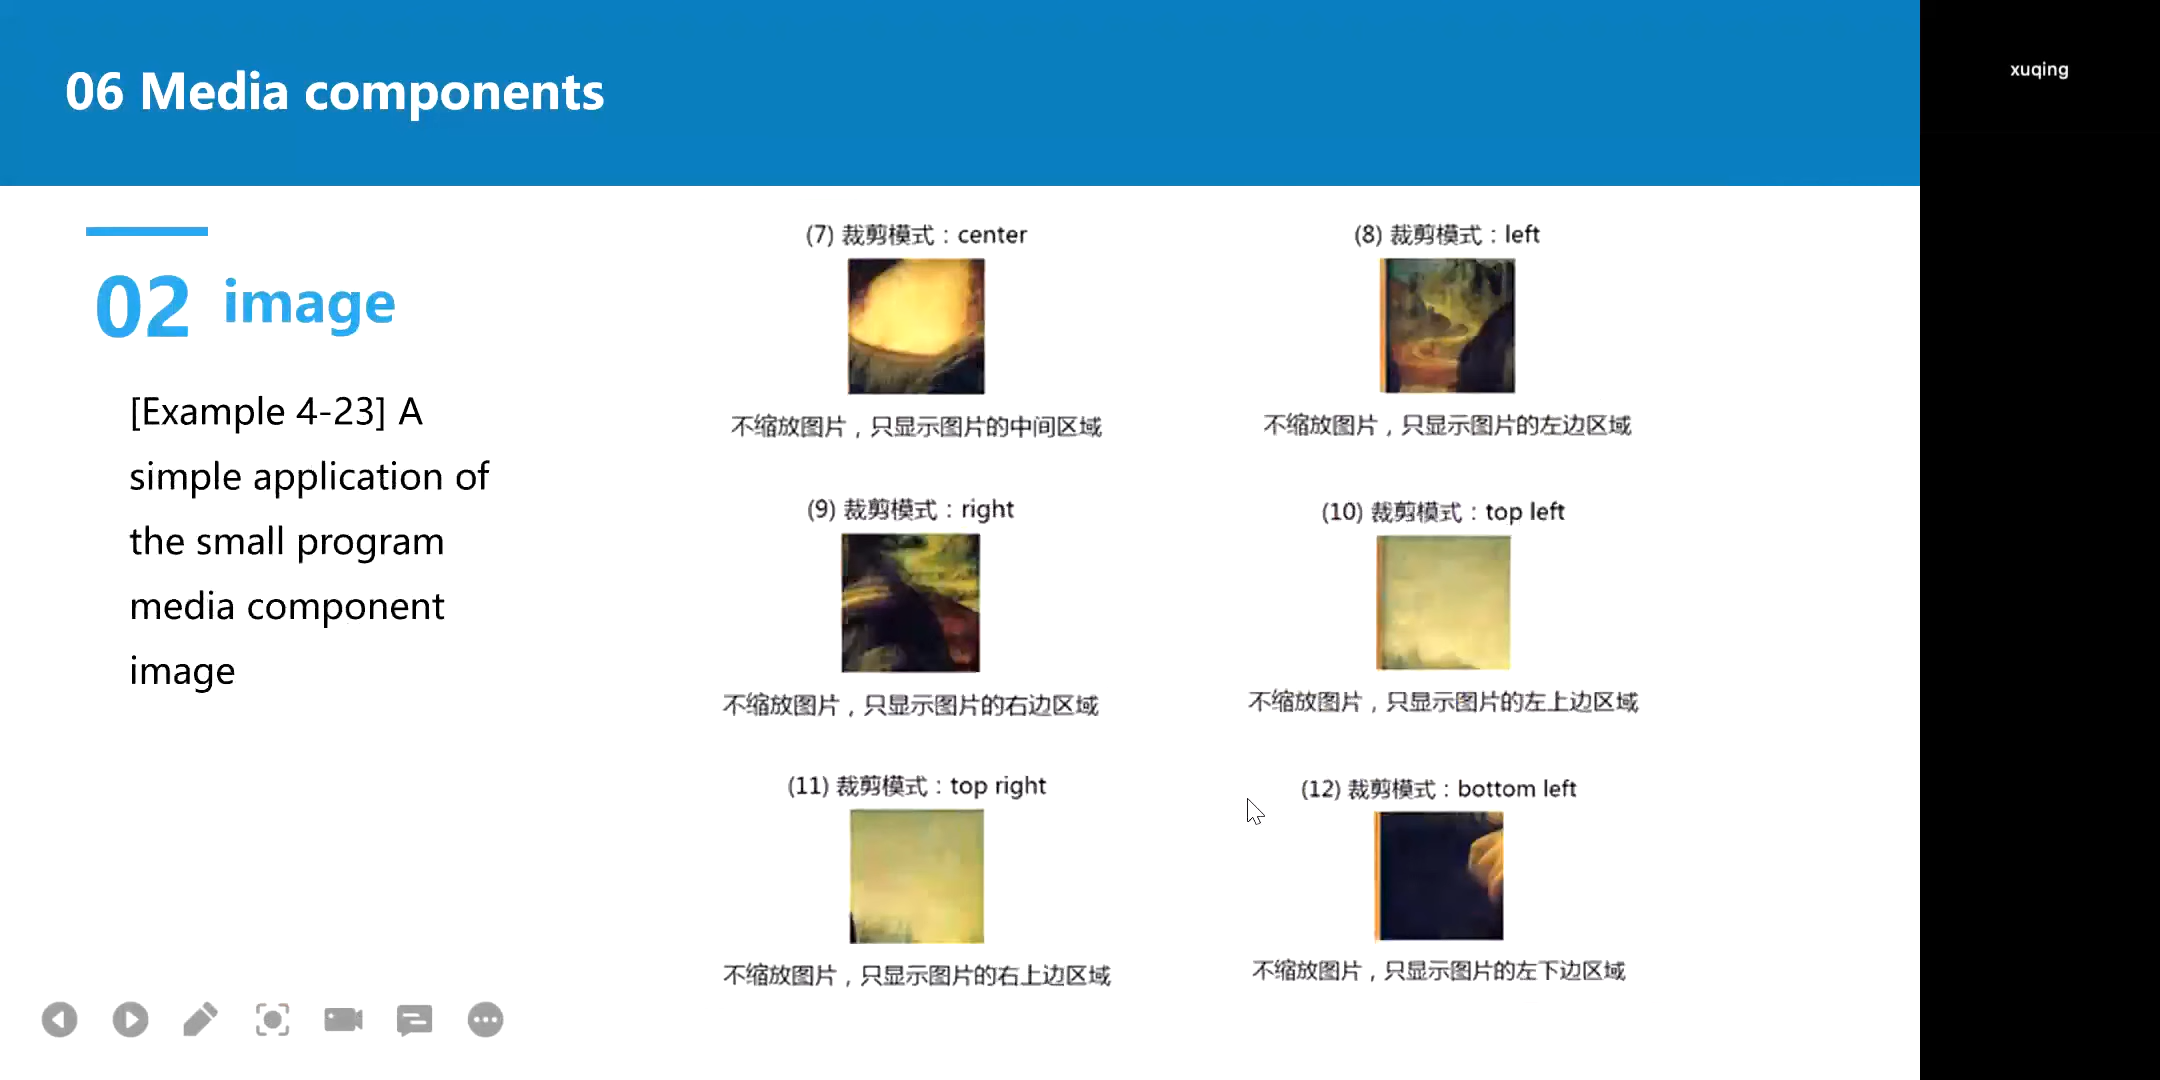 06 Media components
xuqing
02 image
[Example 4-23] A
simple application of
the small program
media component
image
(7) 裁剪模式：center
不缩放图片，只显示图片的中间区域
(8) 裁剪模式：left
不缩放图片，只显示图片的左边区域
(9) 裁剪模式：right
不缩放图片，只显示图片的右边区域
(10) 裁剪模式：top left
不缩放图片，只显示图片的左上边区域
(11) 裁剪模式：top right
不缩放图片，只显示图片的右上边区域
(12) 裁剪模式：bottom left
不缩放图片，只显示图片的左下边区域